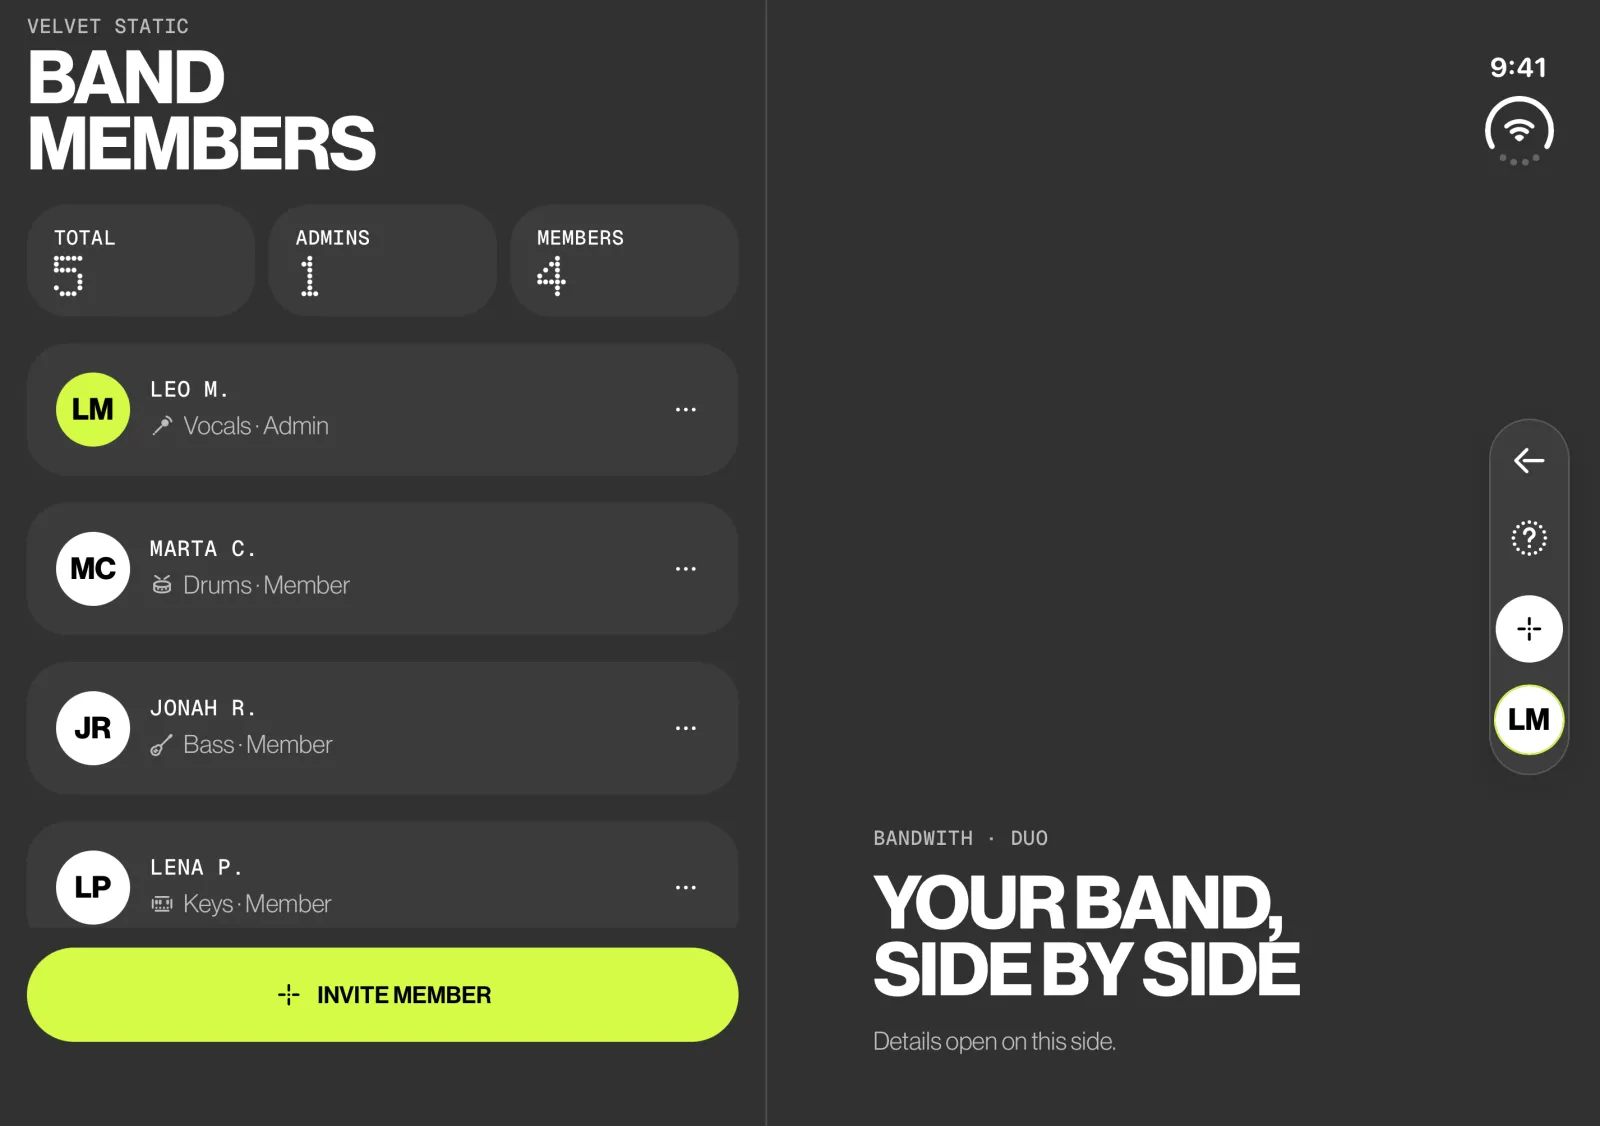 VELVET STATIC
BAND
MEMBERS
TOTAL
5
ADMINS
1
MEMBERS
4
LM
LEO M.
Vocals · Admin
MC
MARTA C.
Drums · Member
JR
JONAH R.
Bass · Member
LP
LENA P.
Keys · Member
INVITE MEMBER
9:41
?
LM
BANDWITH · DUO
YOUR BAND,
SIDE BY SIDE
Details open on this side.